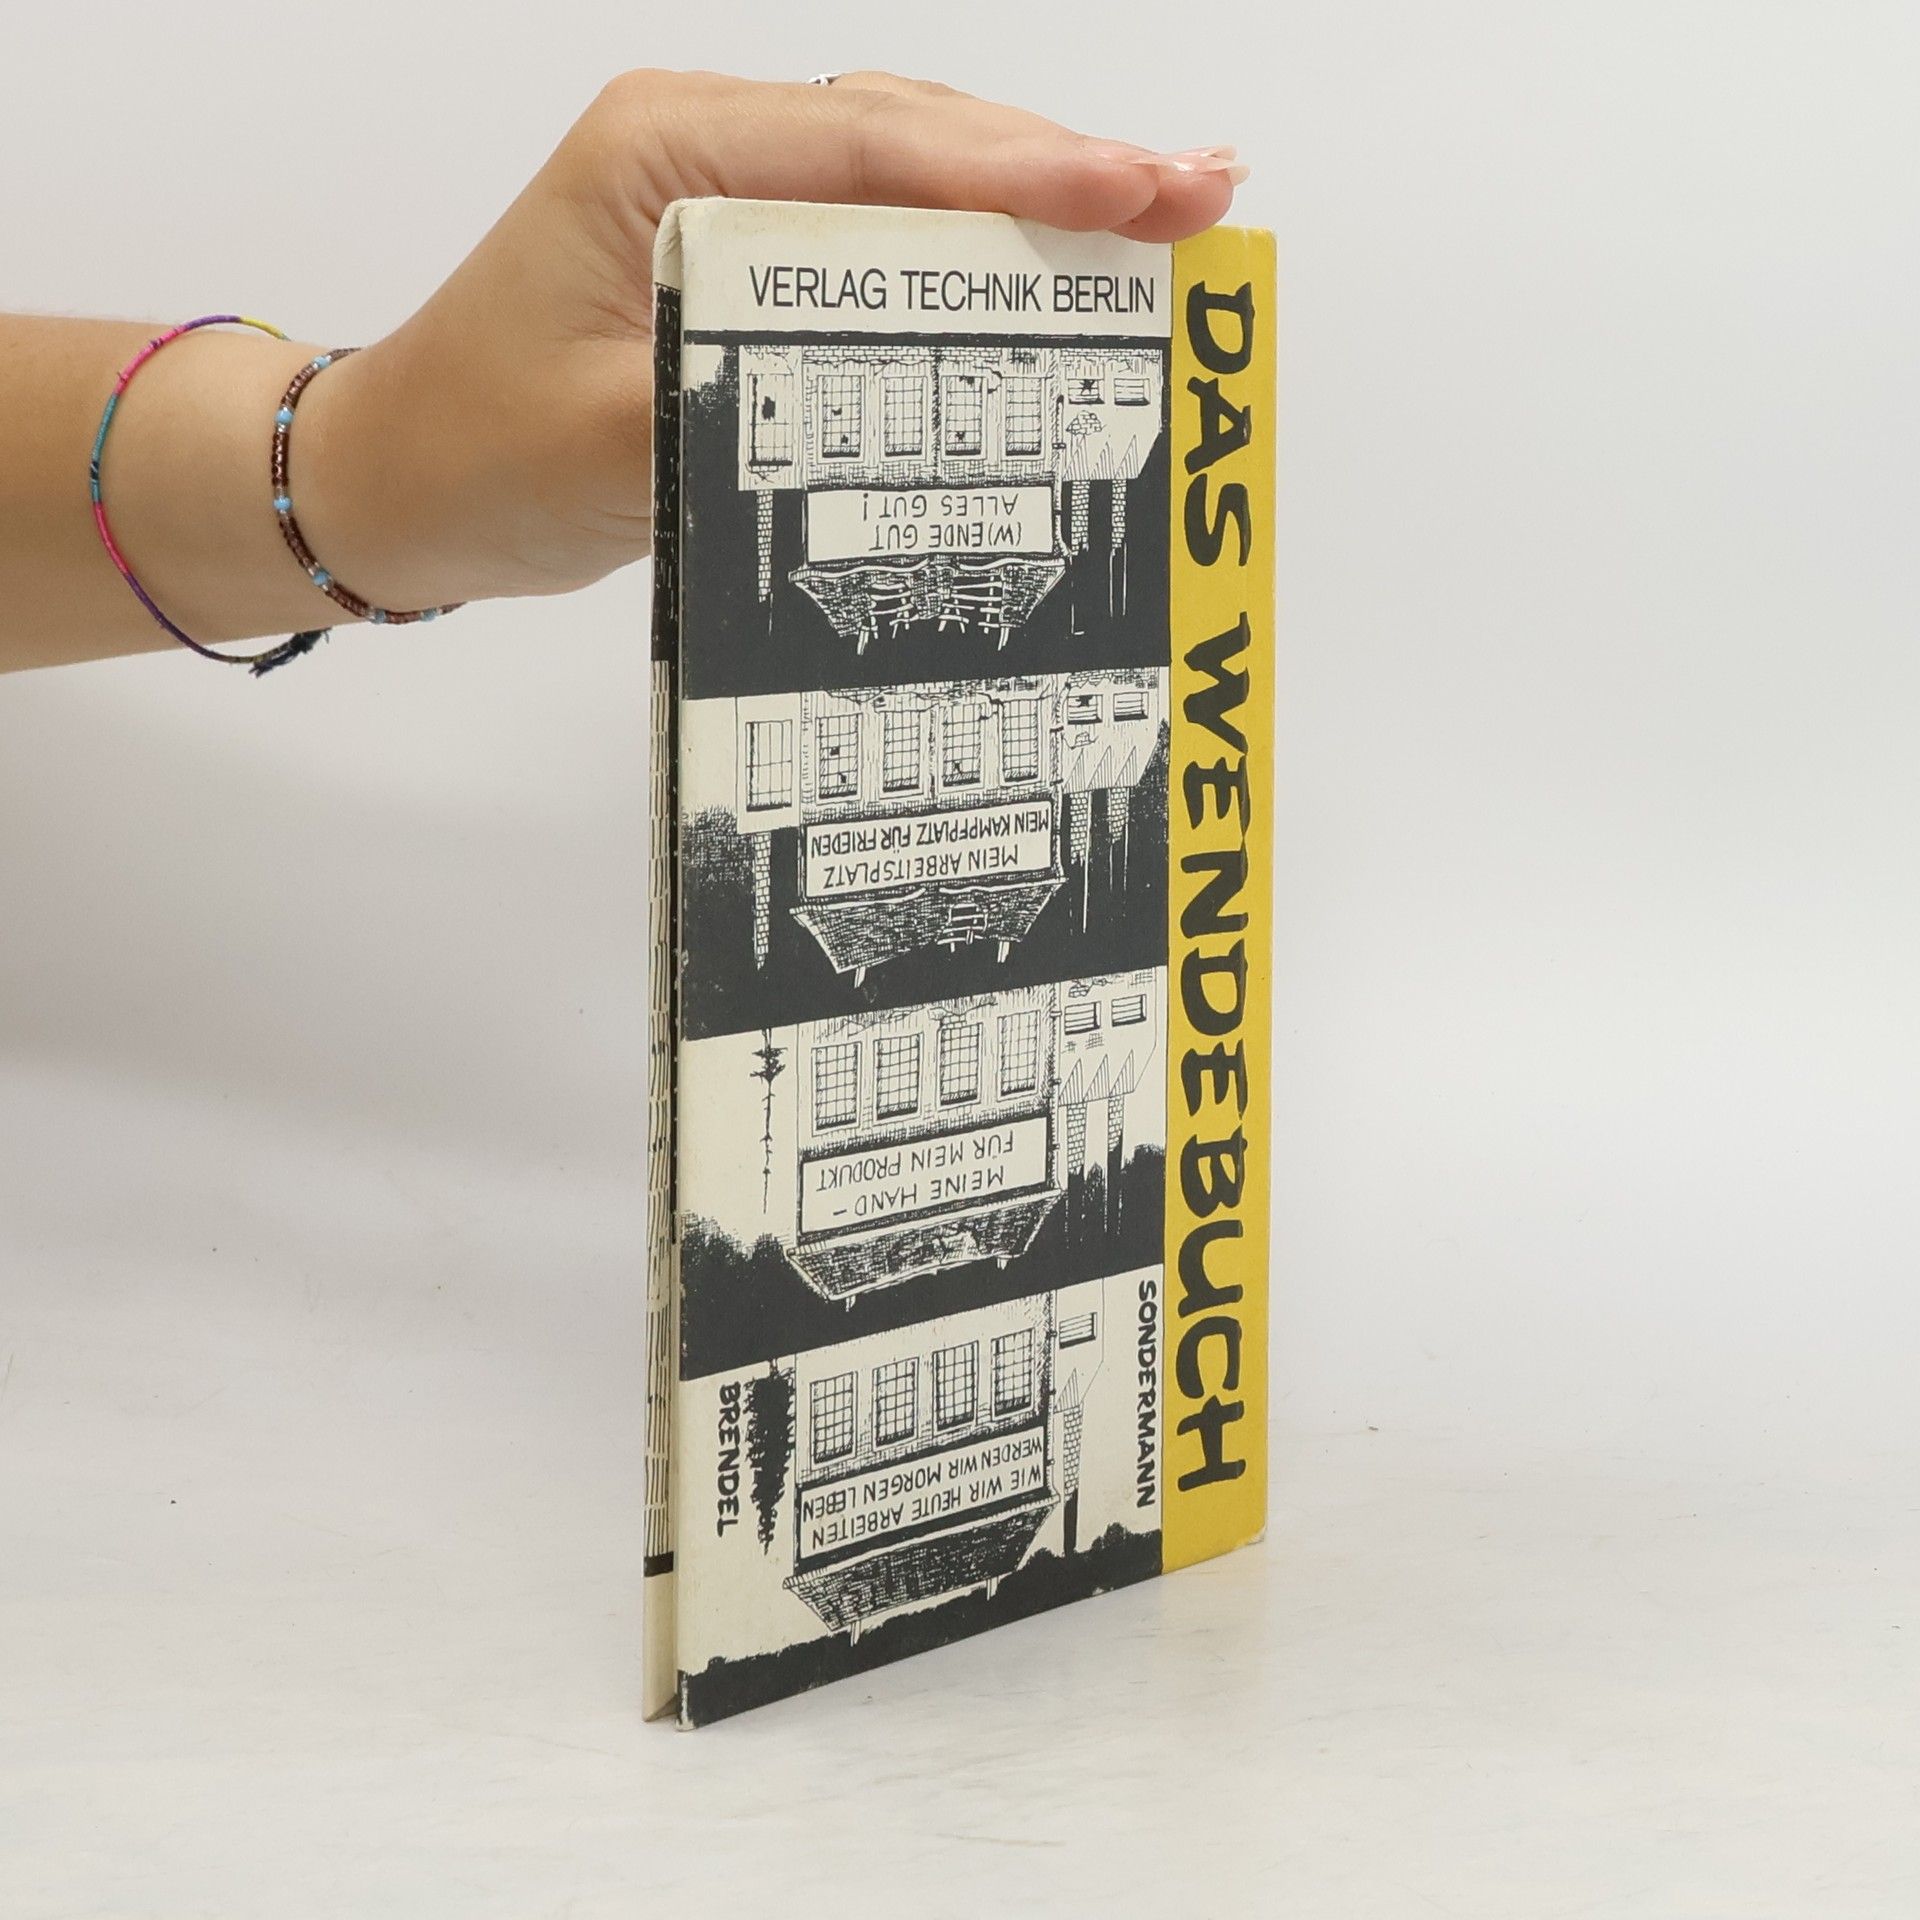 VERLAG TECHNIK BERLIN
DAS WENDEBUCH
(W)ENDE GUT
ALLES GUT!
MEIN ARBEITSPLATZ
MEIN KAMPFPLATZ FÜR FRIEDEN
MEINE HAND –
FÜR MEIN PRODUKT
WIE WIR HEUTE ARBEITEN
WERDEN WIR MORGEN LEBEN
SONDERMANN
BRENDEL